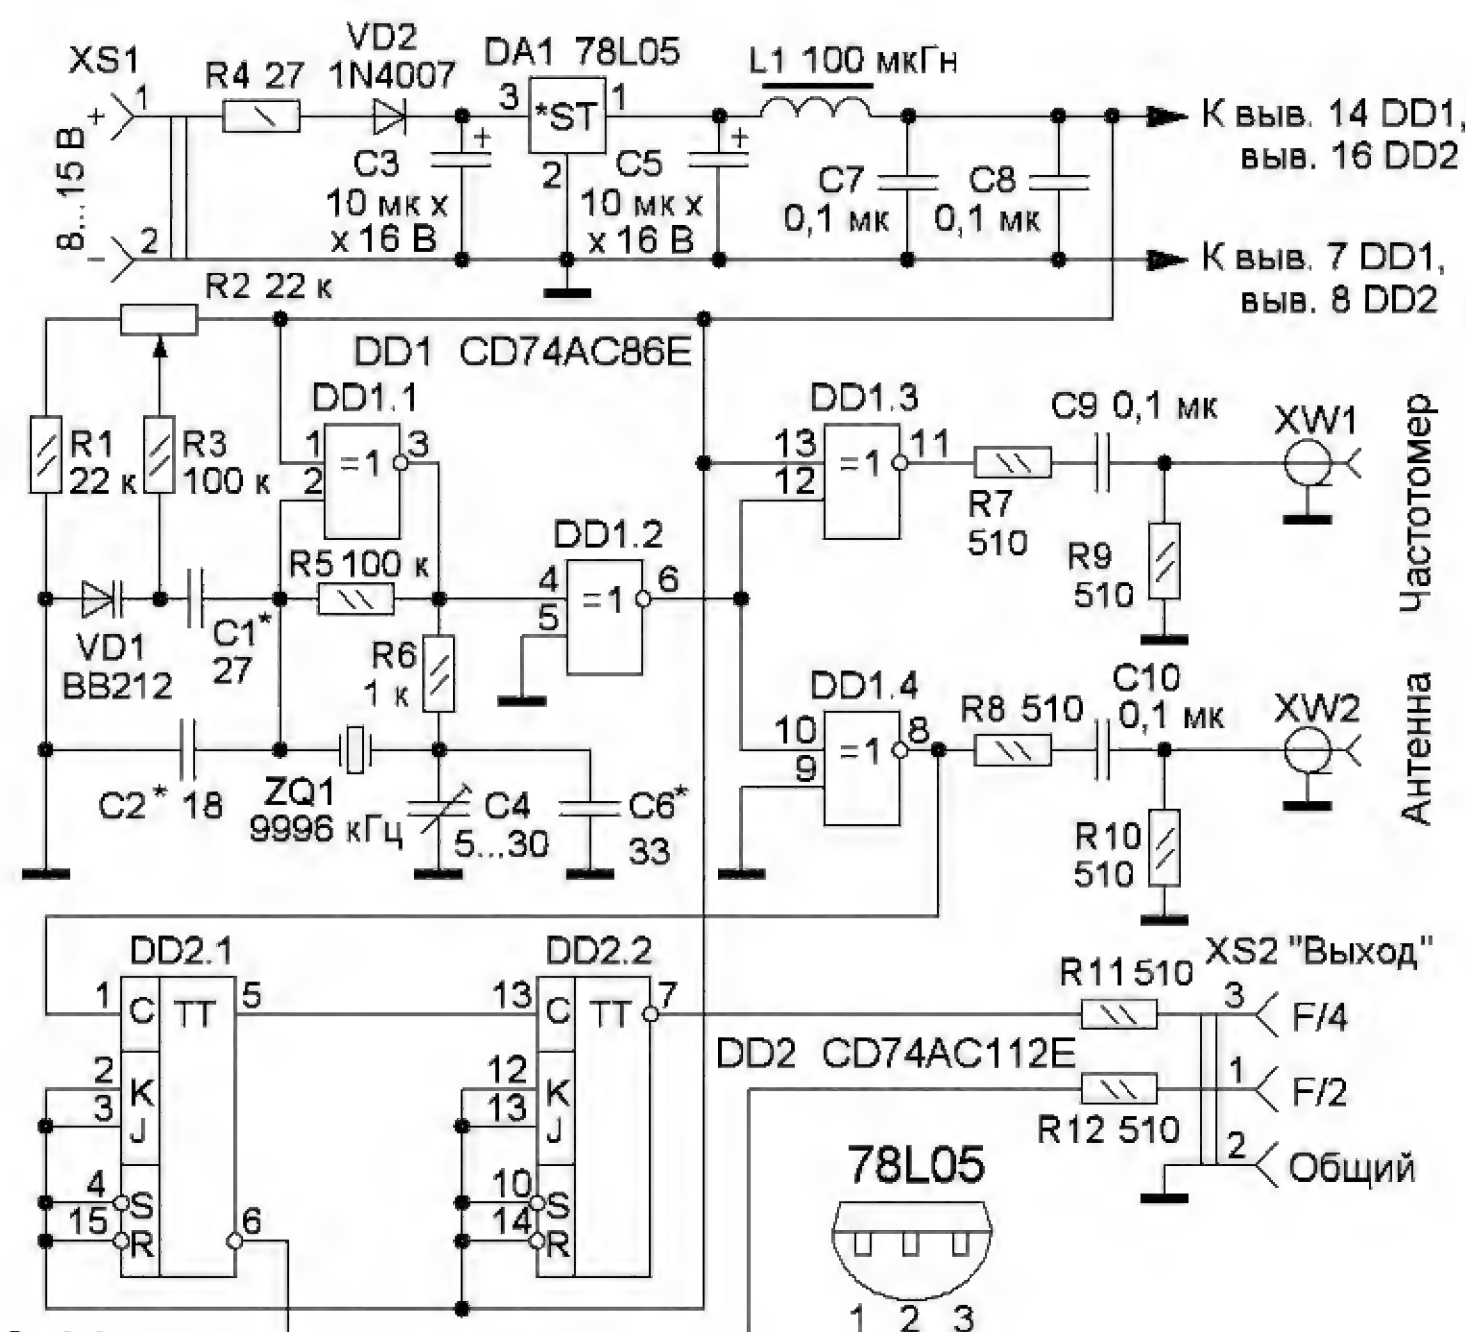 XS1
VD2
1N4007
R4 27
DA1 78L05
L1 100 мкГн
+ 1
3 *ST 1
2
К выв. 14 DD1,
выв. 16 DD2
8...15 В
+
C3
10 мк х
х 16 В
+
C5
10 мк х
х 16 В
C7
0,1 мк
C8
0,1 мк
– 2
К выв. 7 DD1,
выв. 8 DD2
R2 22 к
DD1 CD74AC86E
DD1.1
1
2
=1
3
R1
22 к
R3
100 к
DD1.3
13
12
=1
11
R7
510
C9 0,1 мк
XW1
R9
510
Частотомер
R5 100 к
DD1.2
4
5
=1
6
VD1
BB212
C1*
27
R6
1 к
DD1.4
10
9
=1
8
R8 510
C10
0,1 мк
XW2
R10
510
Антенна
C2* 18
ZQ1
9996 кГц
C4
5...30
C6*
33
DD2.1
1
C
TT
5
2
K
3
J
4
S
15
R
6
DD2.2
13
C
TT
7
12
K
13
J
10
S
14
R
XS2 "Выход"
R11 510
3
F/4
DD2 CD74AC112E
1
F/2
R12 510
2
Общий
78L05
1 2 3